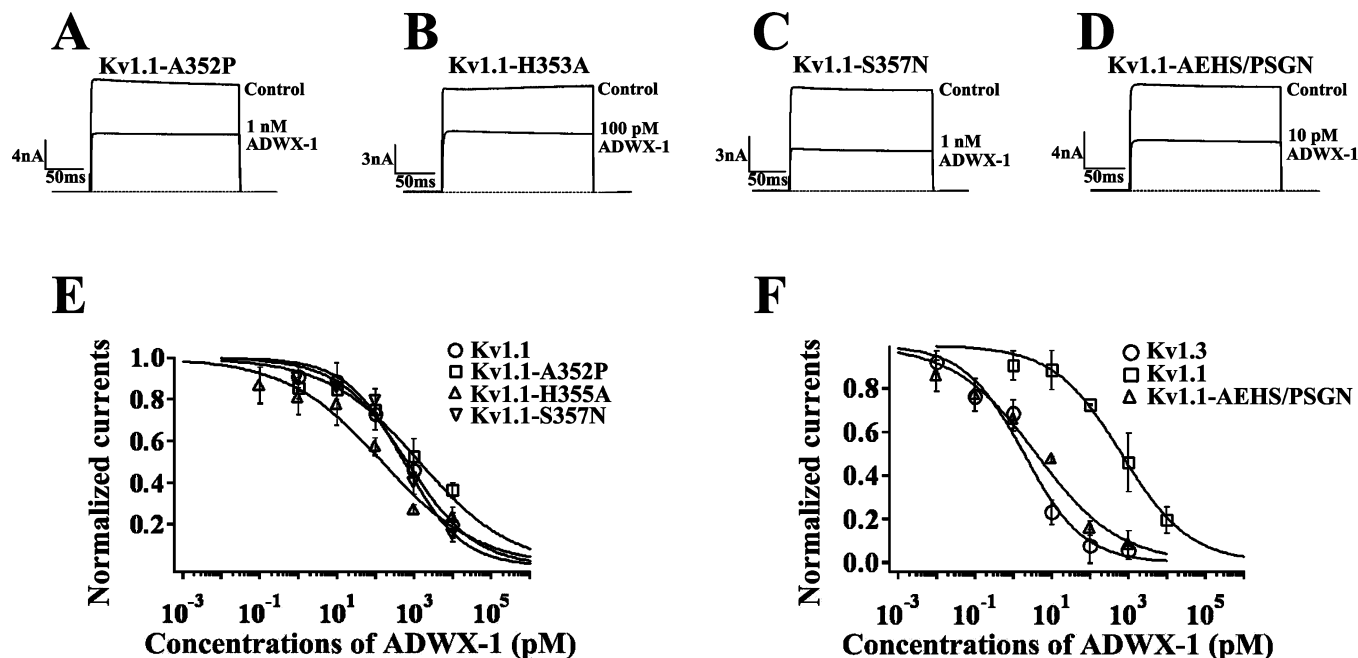 A
Kv1.1-A352P
Control
1 nM
ADWX-1
4nA
50ms
B
Kv1.1-H353A
Control
100 pM
ADWX-1
3nA
50ms
C
Kv1.1-S357N
Control
1 nM
ADWX-1
3nA
50ms
D
Kv1.1-AEHS/PSGN
Control
10 pM
ADWX-1
4nA
50ms
E
Normalized currents
1.0
0.8
0.6
0.4
0.2
Kv1.1
Kv1.1-A352P
Kv1.1-H355A
Kv1.1-S357N
10⁻³ 10⁻¹ 10¹ 10³ 10⁵
Concentrations of ADWX-1 (pM)
F
Normalized currents
0.8
0.6
0.4
0.2
0.0
Kv1.3
Kv1.1
Kv1.1-AEHS/PSGN
10⁻³ 10⁻¹ 10¹ 10³ 10⁵
Concentrations of ADWX-1 (pM)